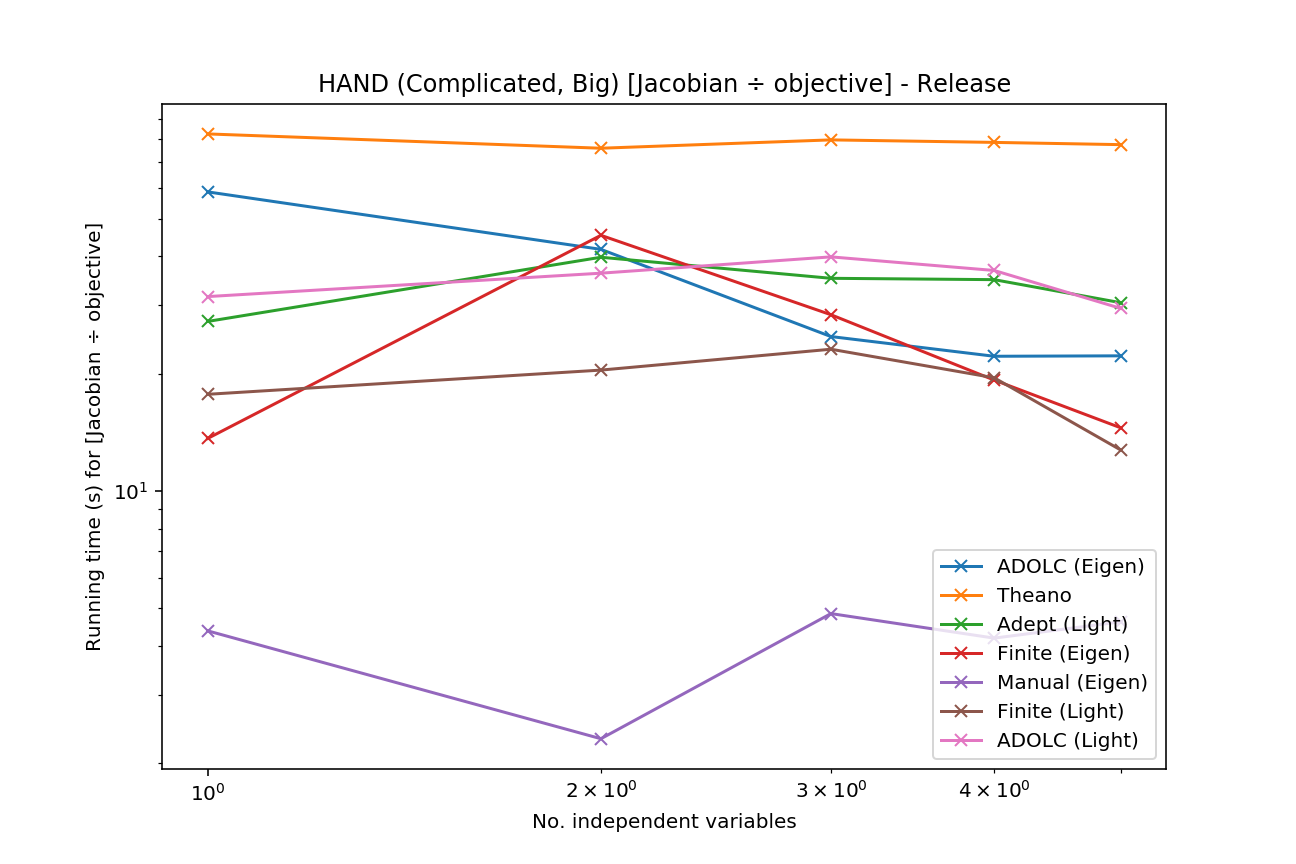 HAND (Complicated, Big) [Jacobian ÷ objective] - Release
Running time (s) for [Jacobian ÷ objective]
10¹
ADOLC (Eigen)
Theano
Adept (Light)
Finite (Eigen)
Manual (Eigen)
Finite (Light)
ADOLC (Light)
10⁰ 2 × 10⁰ 3 × 10⁰ 4 × 10⁰
No. independent variables